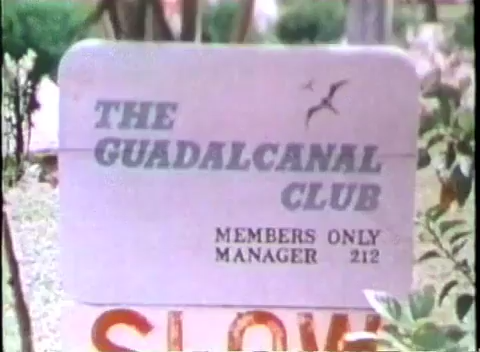 THE
GUADALCANAL
CLUB
MEMBERS ONLY
MANAGER 212
SLOW